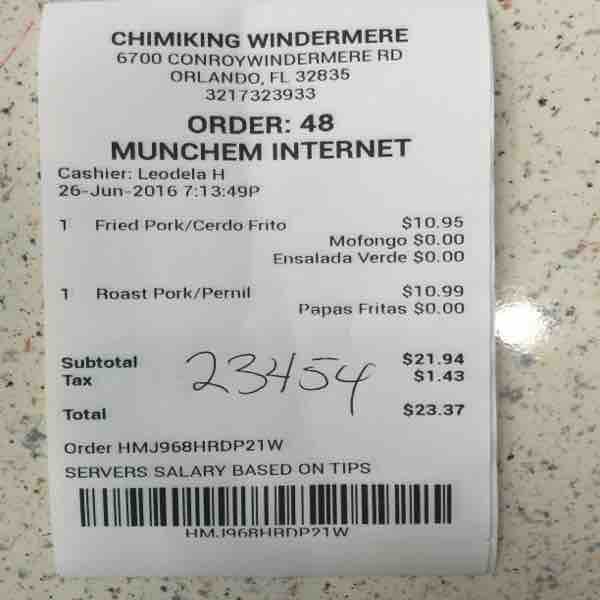 CHIMIKING WINDERMERE
6700 CONROYWINDERMERE RD
ORLANDO, FL 32835
3217323933
ORDER: 48
MUNCHEM INTERNET
Cashier: Leodela H
26-Jun-2016 7:13:49P
1 Fried Pork/Cerdo Frito $10.95
Mofongo $0.00
Ensalada Verde $0.00
1 Roast Pork/Pernil $10.99
Papas Fritas $0.00
Subtotal $21.94
Tax $1.43
23454
Total $23.37
Order HMJ968HRDP21W
SERVERS SALARY BASED ON TIPS
HMJ968HRDP21W